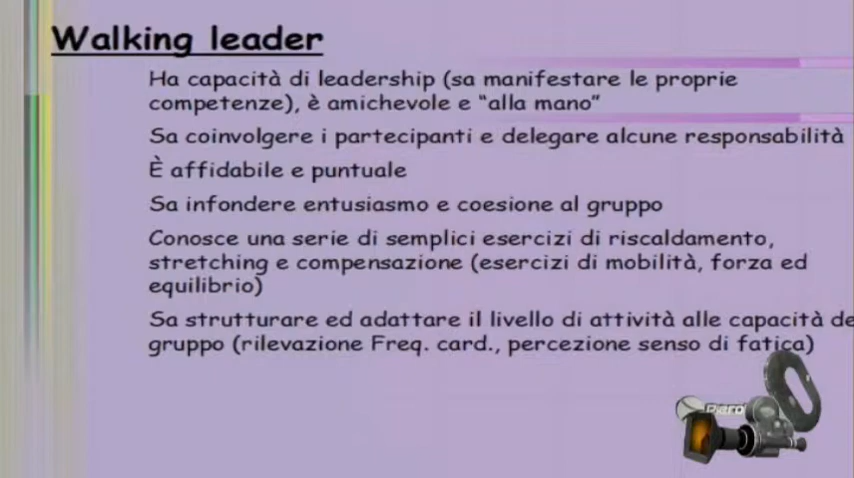 Walking leader
Ha capacità di leadership (sa manifestare le proprie
competenze), è amichevole e “alla mano”
Sa coinvolgere i partecipanti e delegare alcune responsabilità
È affidabile e puntuale
Sa infondere entusiasmo e coesione al gruppo
Conosce una serie di semplici esercizi di riscaldamento,
stretching e compensazione (esercizi di mobilità, forza ed
equilibrio)
Sa strutturare ed adattare il livello di attività alle capacità de
gruppo (rilevazione Freq. card., percezione senso di fatica)